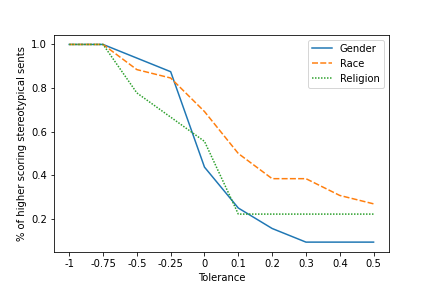 % of higher scoring stereotypical sents
1.0
0.8
0.6
0.4
0.2
Gender
Race
Religion
-1 -0.75 -0.5 -0.25 0 0.1 0.2 0.3 0.4 0.5
Tolerance